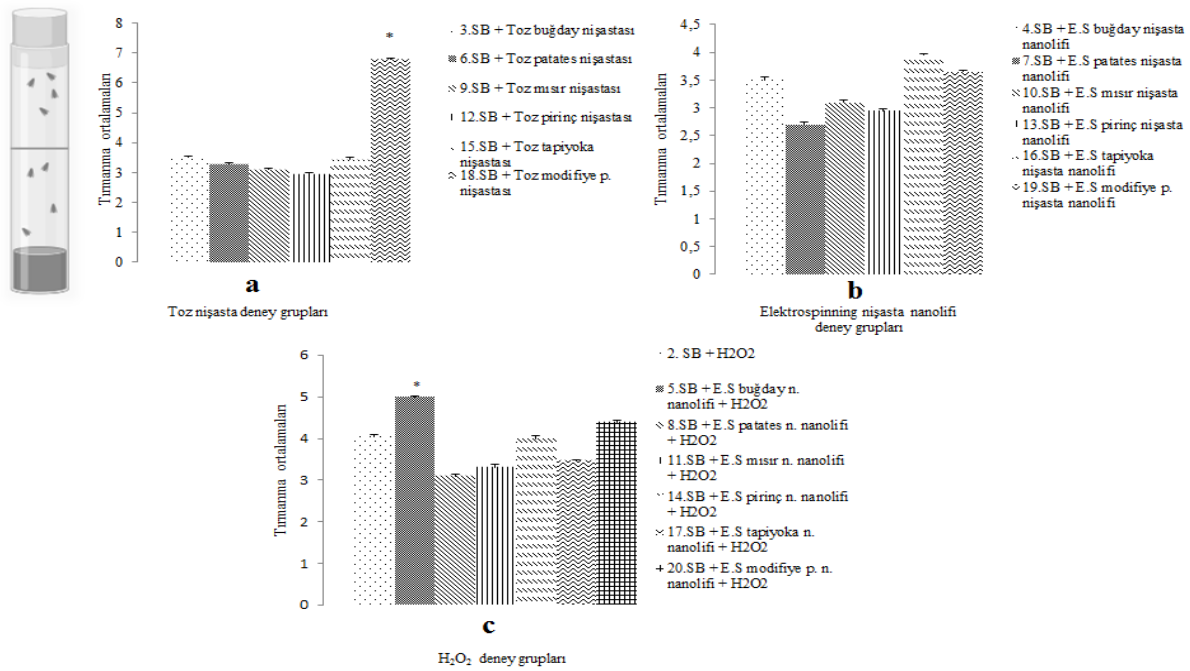 8
7
6
5
4
3
2
1
0
Tırmanma ortalamaları
*
3.SB + Toz buğday nişastası
6.SB + Toz patates nişastası
9.SB + Toz mısır nişastası
12.SB + Toz pirinç nişastası
15.SB + Toz tapiyoka
nişastası
18.SB + Toz modifiye p.
nişastası
a
Toz nişasta deney grupları
4,5
4
3,5
3
2,5
2
1,5
1
0,5
0
Tırmanma ortalamaları
4.SB + E.S buğday nişasta
nanolifi
7.SB + E.S patates nişasta
nanolifi
10.SB + E.S mısır nişasta
nanolifi
13.SB + E.S pirinç nişasta
nanolifi
16.SB + E.S tapiyoka
nişasta nanolifi
19.SB + E.S modifiye p.
nişasta nanolifi
b
Elektrospinning nişasta nanolifi
deney grupları
6
5
4
3
2
1
0
Tırmanma ortalamaları
*
2. SB + H2O2
5.SB + E.S buğday n.
nanolifi + H2O2
8.SB + E.S patates n. nanolifi
+ H2O2
11.SB + E.S mısır n. nanolifi
+ H2O2
14.SB + E.S pirinç n. nanolifi
+ H2O2
17.SB + E.S tapiyoka n.
nanolifi + H2O2
20.SB + E.S modifiye p. n.
nanolifi + H2O2
c
H₂O₂ deney grupları